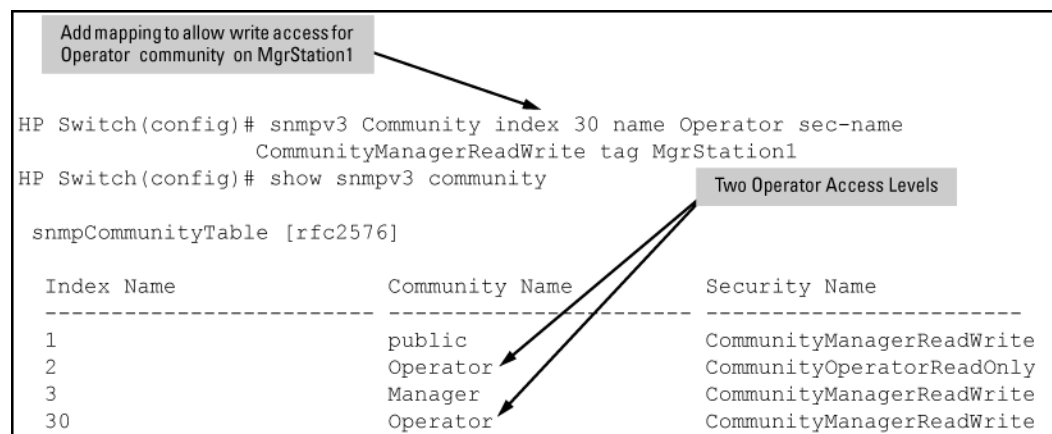 Add mapping to allow write access for
Operator community on MgrStation1
HP Switch(config)# snmpv3 Community index 30 name Operator sec-name
CommunityManagerReadWrite tag MgrStation1
HP Switch(config)# show snmpv3 community
Two Operator Access Levels
snmpCommunityTable [rfc2576]
Index Name Community Name Security Name
------------------------ ---------------------- -----------------------
1 public CommunityManagerReadWrite
2 Operator CommunityOperatorReadOnly
3 Manager CommunityManagerReadWrite
30 Operator CommunityManagerReadWrite